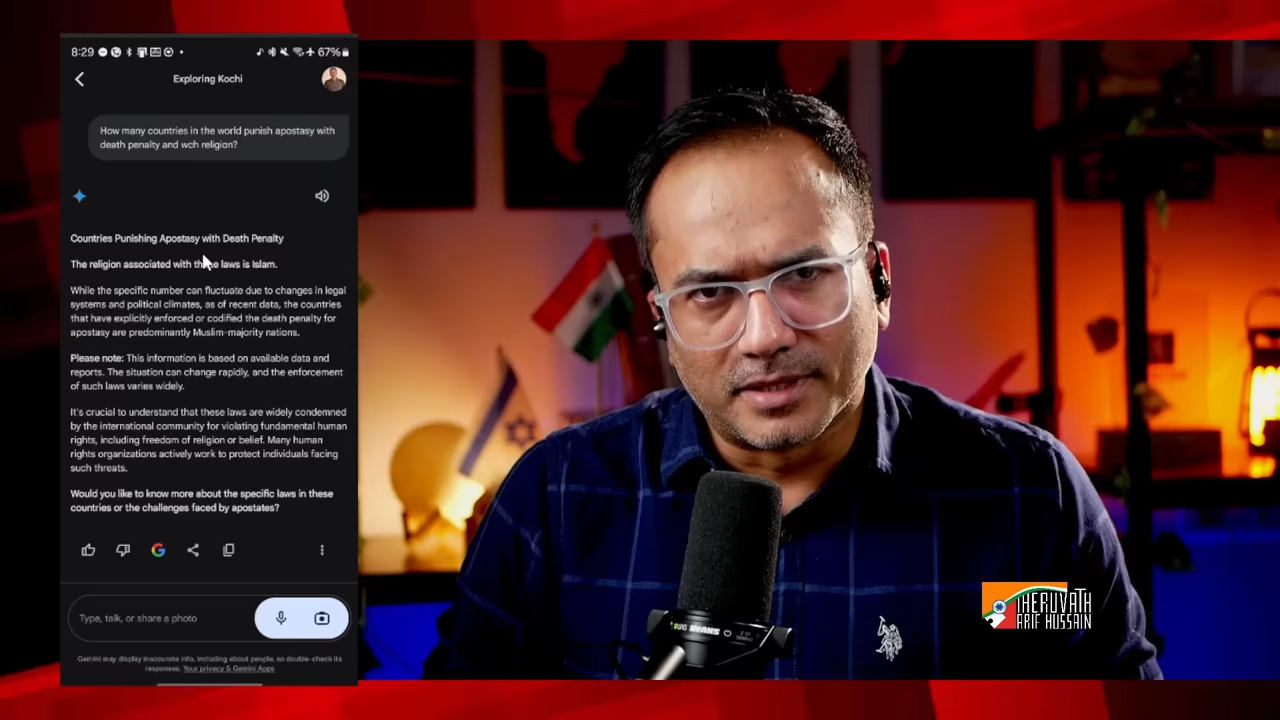 8:29
67%
Exploring Kochi
How many countries in the world punish apostasy with
death penalty and wch religion?
Countries Punishing Apostasy with Death Penalty
The religion associated with these laws is Islam.
While the specific number can fluctuate due to changes in legal
systems and political climates, as of recent data, the countries
that have explicitly enforced or codified the death penalty for
apostasy are predominantly Muslim-majority nations.
Please note: This information is based on available data and
reports. The situation can change rapidly, and the enforcement
of such laws varies widely.
It's crucial to understand that these laws are widely condemned
by the international community for violating fundamental human
rights, including freedom of religion or belief. Many human
rights organizations actively work to protect individuals facing
such threats.
Would you like to know more about the specific laws in these
countries or the challenges faced by apostates?
Type, talk, or share a photo
Gemini may display inaccurate info, including about people, so double-check its
responses. Your privacy & Gemini Apps
THERUVATH
ARIF HUSSAIN